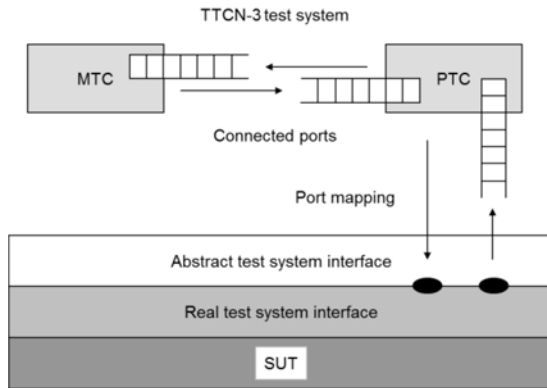 TTCN-3 test system
MTC
PTC
Connected ports
Port mapping
Abstract test system interface
Real test system interface
SUT